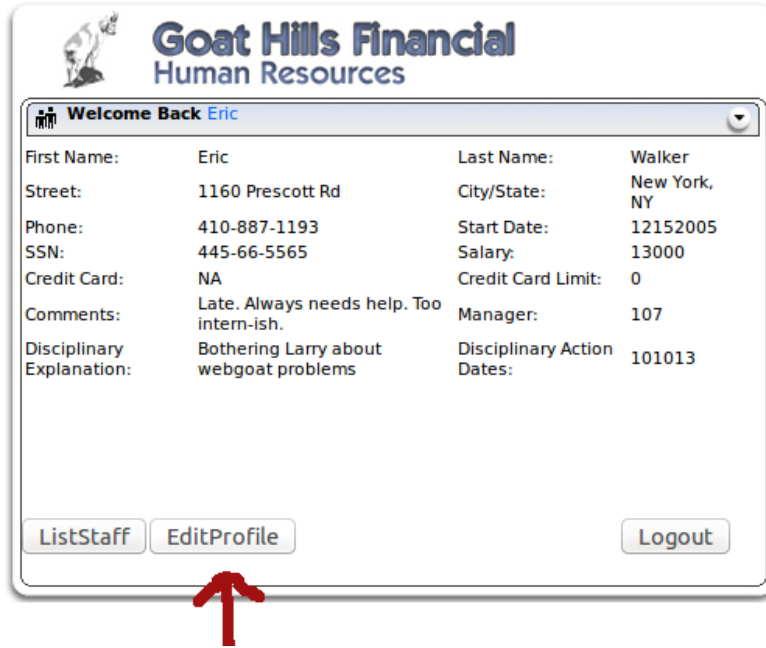 Goat Hills Financial
Human Resources
Welcome Back Eric
First Name: Eric Last Name: Walker
Street: 1160 Prescott Rd City/State: New York,
NY
Phone: 410-887-1193 Start Date: 12152005
SSN: 445-66-5565 Salary: 13000
Credit Card: NA Credit Card Limit: 0
Comments: Late. Always needs help. Too
intern-ish. Manager: 107
Disciplinary Bothering Larry about Disciplinary Action
Explanation: webgoat problems Dates: 101013
ListStaff EditProfile Logout